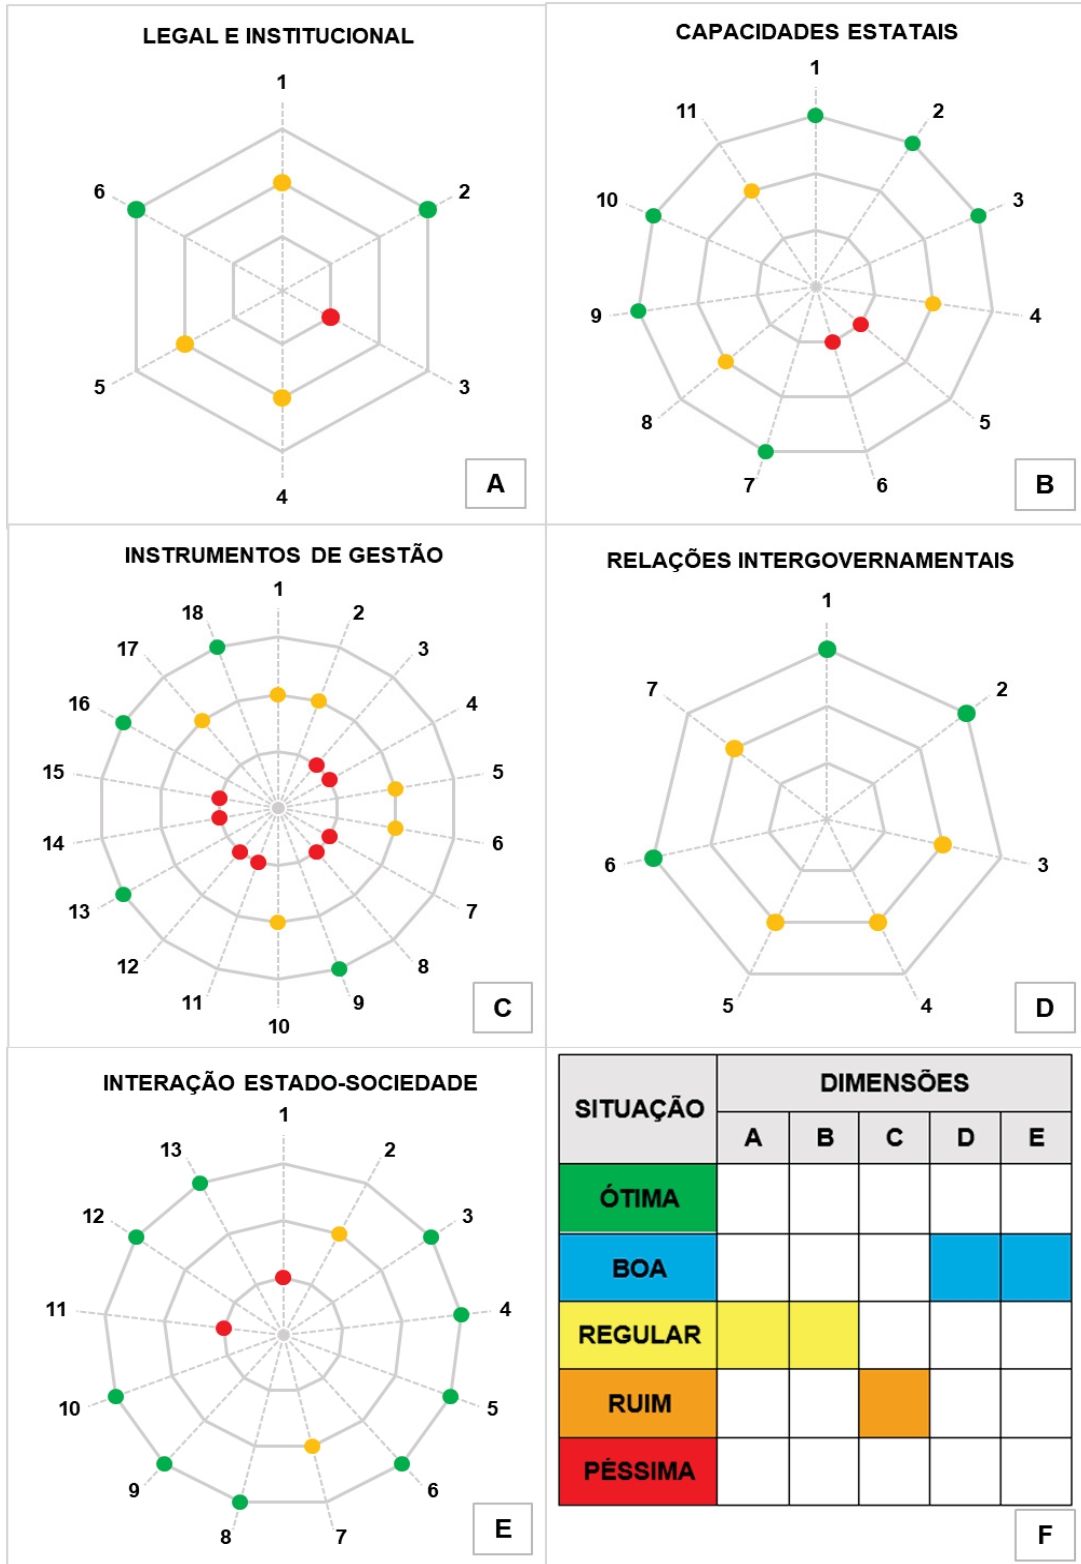 LEGAL E INSTITUCIONAL
1
6
2
5
3
4
A
CAPACIDADES ESTATAIS
1
11
2
10
3
9
4
8
5
7
6
B
INSTRUMENTOS DE GESTÃO
1
18
2
17
3
16
4
15
5
14
6
13
7
12
8
11
9
10
C
RELAÇÕES INTERGOVERNAMENTAIS
1
7
2
6
3
5
4
D
INTERAÇÃO ESTADO-SOCIEDADE
1
13
2
12
3
11
4
10
5
9
6
8
7
E
SITUAÇÃO
DIMENSÕES
A B C D E
ÓTIMA
BOA
REGULAR
RUIM
PÉSSIMA
F